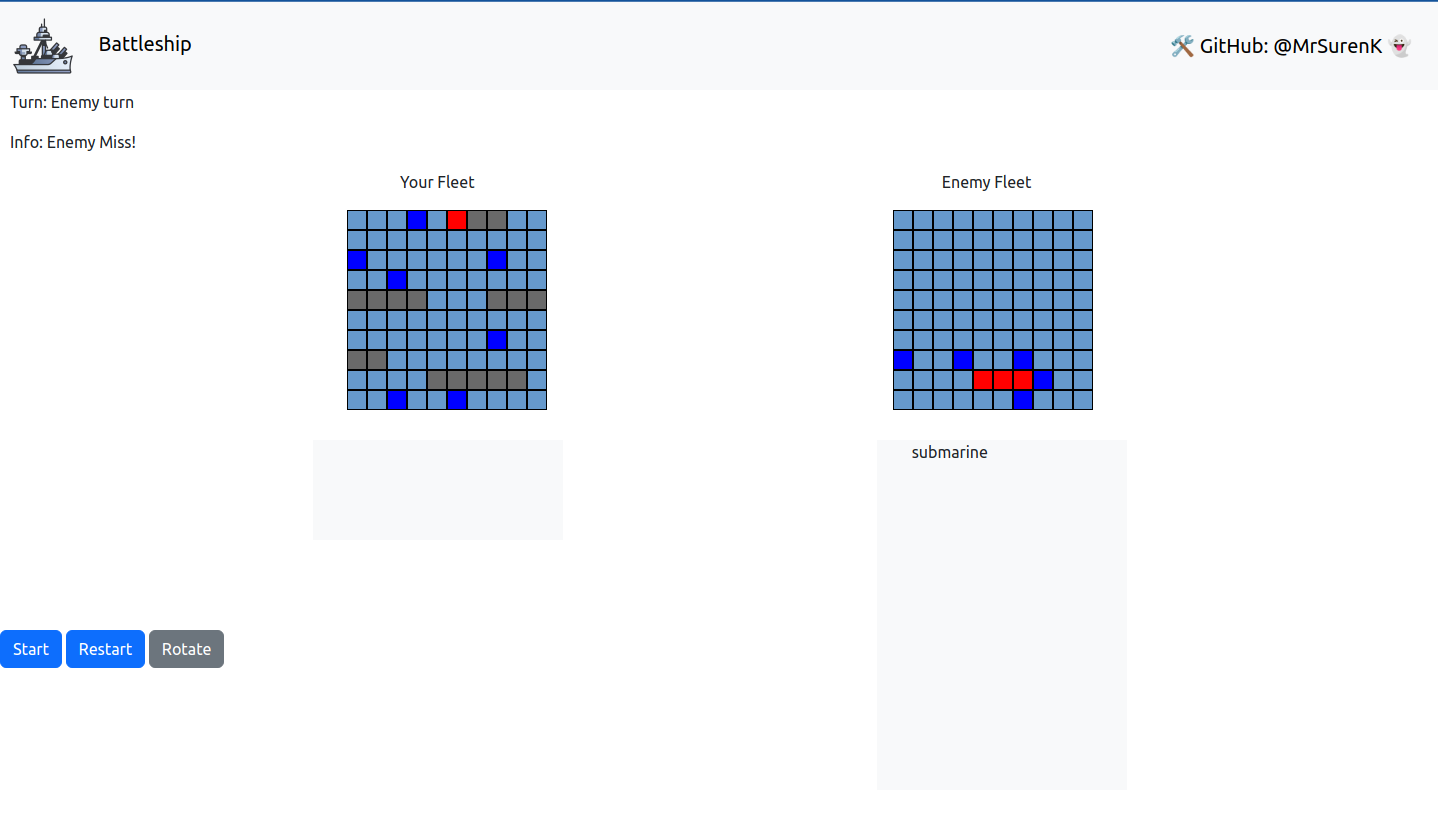 Battleship
🛠️ GitHub: @MrSurenK 👻
Turn: Enemy turn
Info: Enemy Miss!
Your Fleet
Enemy Fleet
submarine
Start
Restart
Rotate